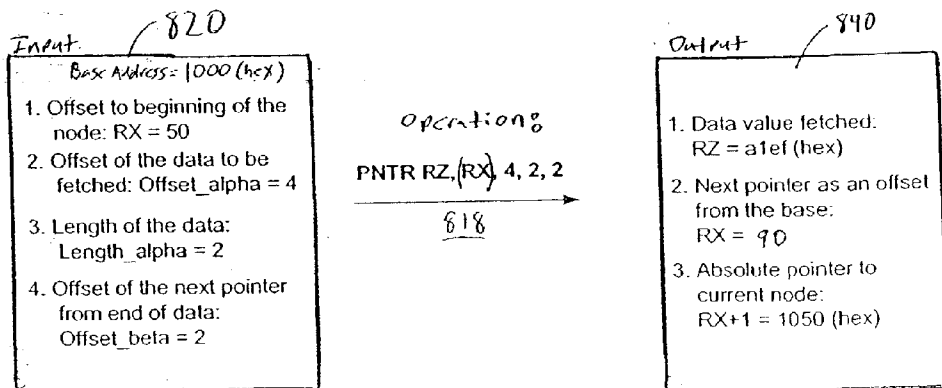 820
Input.
Base Address = 1000 (hex)
1. Offset to beginning of the
node: RX = 50
2. Offset of the data to be
fetched: Offset_alpha = 4
3. Length of the data:
Length_alpha = 2
4. Offset of the next pointer
from end of data:
Offset_beta = 2
Operation:
PNTR RZ,(RX), 4, 2, 2
818
840
Output
1. Data value fetched:
RZ = a1ef (hex)
2. Next pointer as an offset
from the base:
RX = 90
3. Absolute pointer to
current node:
RX+1 = 1050 (hex)